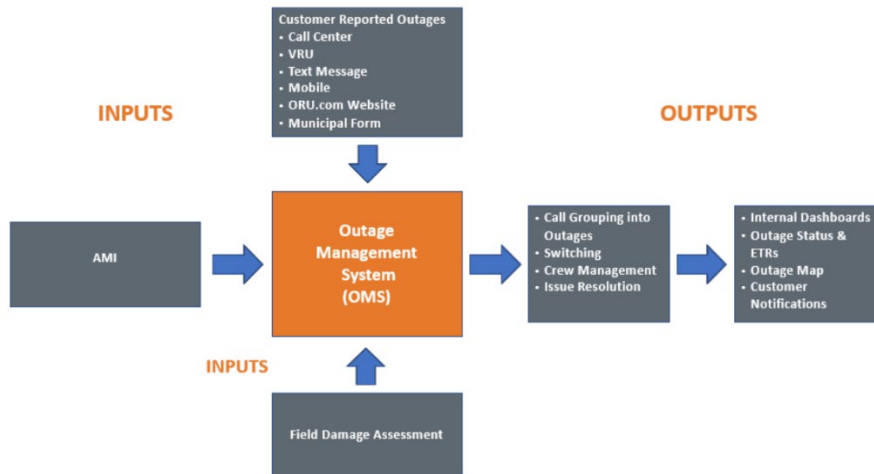 Customer Reported Outages
• Call Center
• VRU
• Text Message
• Mobile
• ORU.com Website
• Municipal Form
INPUTS
OUTPUTS
AMI
Outage
Management
System
(OMS)
• Call Grouping into
Outages
• Switching
• Crew Management
• Issue Resolution
• Internal Dashboards
• Outage Status &
ETRs
• Outage Map
• Customer
Notifications
INPUTS
Field Damage Assessment